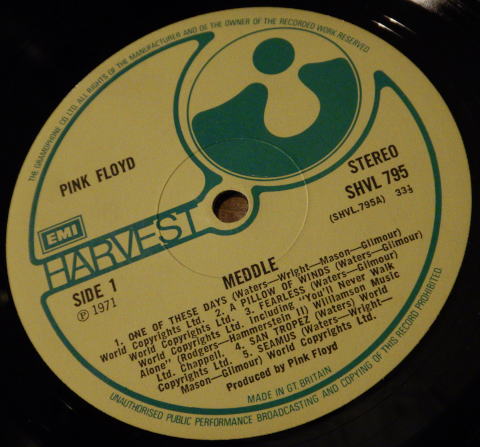 THE GRAMOPHONE CO LTD. ALL RIGHTS OF THE MANUFACTURER AND OF THE OWNER OF THE RECORDED WORK RESERVED
PINK FLOYD
EMI
HARVEST
STEREO
SHVL 795
(SHVL.795A) 33⅓
SIDE 1
Ⓟ 1971
MEDDLE
1. ONE OF THESE DAYS (Waters-Wright-Mason-Gilmour)
World Copyrights Ltd. 2. A PILLOW OF WINDS (Waters-Gilmour)
World Copyrights Ltd. 3. FEARLESS (Waters-Gilmour)
World Copyrights Ltd. Including "You'll Never Walk
Alone" (Rodgers-Hammerstein II) Williamson Music
Ltd. Chappell. 4. SAN TROPEZ (Waters) World
Copyrights Ltd. 5. SEAMUS (Waters-Wright-
Mason-Gilmour) World Copyrights Ltd.
Produced by Pink Floyd
MADE IN GT. BRITAIN
UNAUTHORISED PUBLIC PERFORMANCE BROADCASTING AND COPYING OF THIS RECORD PROHIBITED